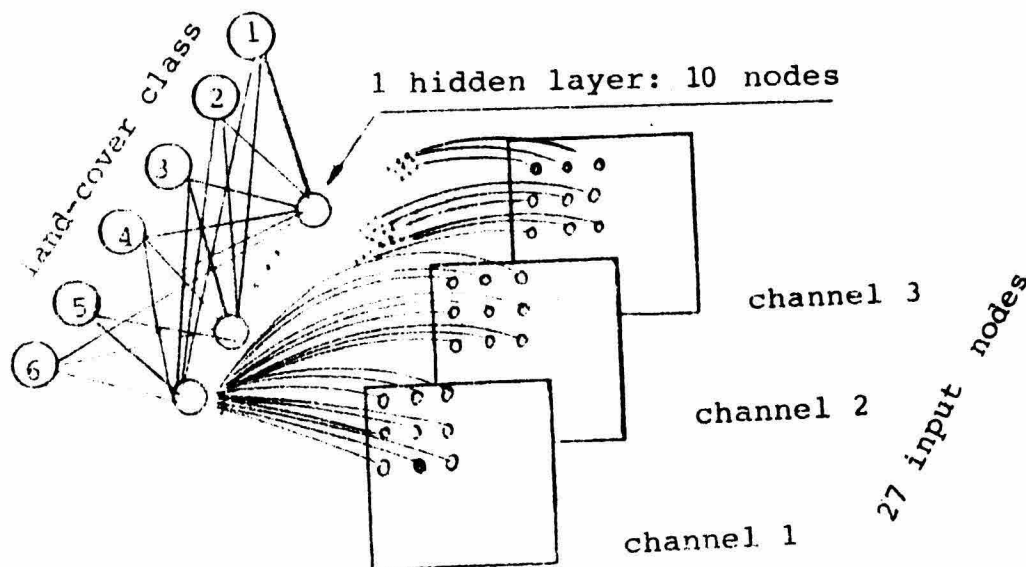 1
2
3
4
5
6
land-cover class
1 hidden layer: 10 nodes
channel 3
channel 2
channel 1
27 input nodes